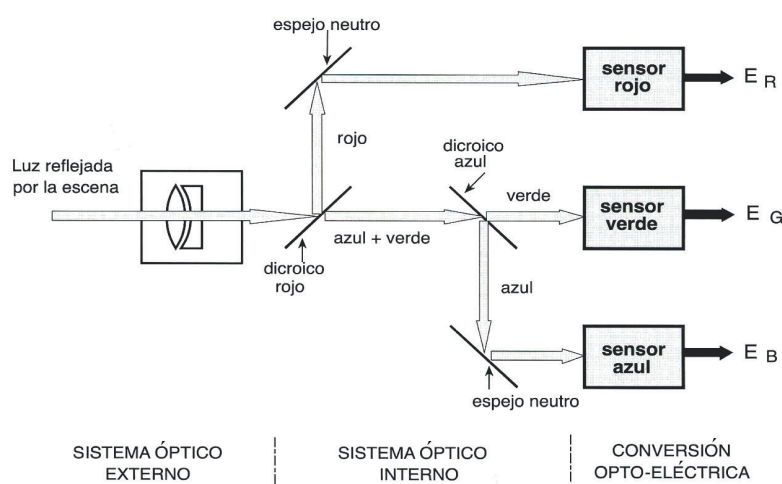 espejo neutro
sensor
rojo
E R
rojo
Luz reflejada
por la escena
dicroico
azul
verde
sensor
verde
E G
azul + verde
dicroico
rojo
azul
sensor
azul
E B
espejo neutro
SISTEMA ÓPTICO
EXTERNO
SISTEMA ÓPTICO
INTERNO
CONVERSIÓN
OPTO-ELÉCTRICA